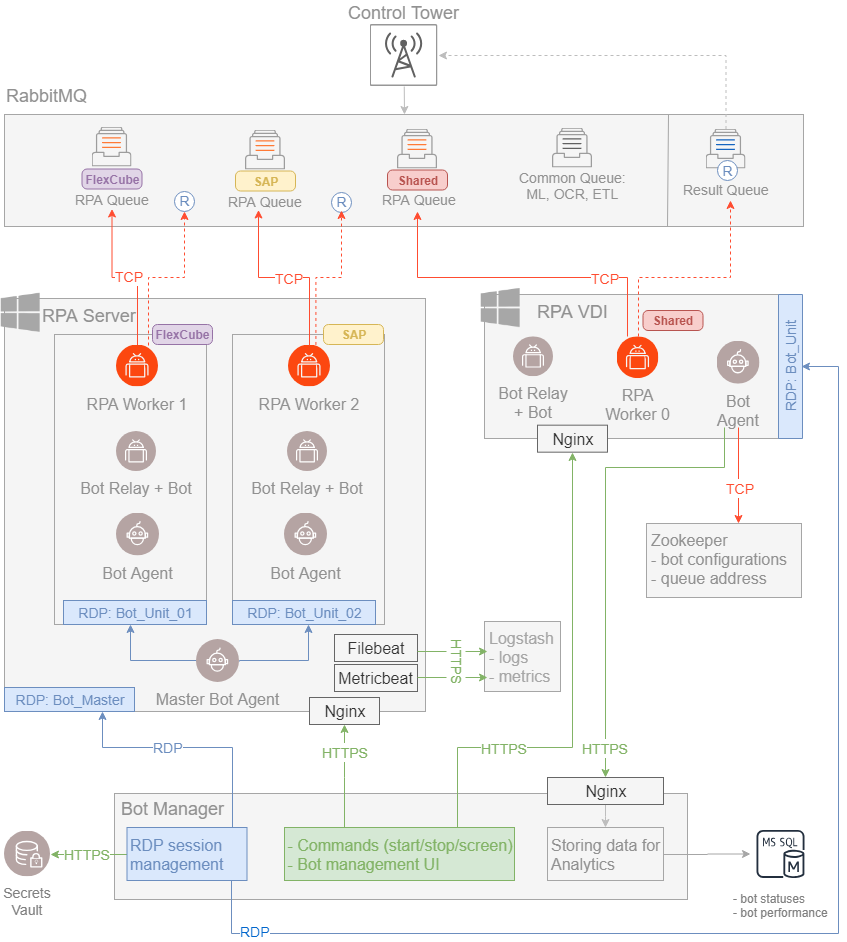 Control Tower
RabbitMQ
FlexCube
RPA Queue
R
SAP
RPA Queue
R
Shared
RPA Queue
Common Queue:
ML, OCR, ETL
R
Result Queue
TCP
TCP
TCP
RPA Server
FlexCube
RPA Worker 1
Bot Relay + Bot
Bot Agent
RDP: Bot_Unit_01
SAP
RPA Worker 2
Bot Relay + Bot
Bot Agent
RDP: Bot_Unit_02
Master Bot Agent
RDP: Bot_Master
Filebeat
Metricbeat
Nginx
HTTPS
Logstash
- logs
- metrics
RPA VDI
Shared
Bot Relay
+ Bot
RPA
Worker 0
Bot
Agent
RDP: Bot_Unit
Nginx
TCP
Zookeeper
- bot configurations
- queue address
RDP
HTTPS
HTTPS
HTTPS
Bot Manager
Nginx
RDP session
management
- Commands (start/stop/screen)
- Bot management UI
Storing data for
Analytics
HTTPS
Secrets
Vault
MS SQL
M
- bot statuses
- bot performance
RDP